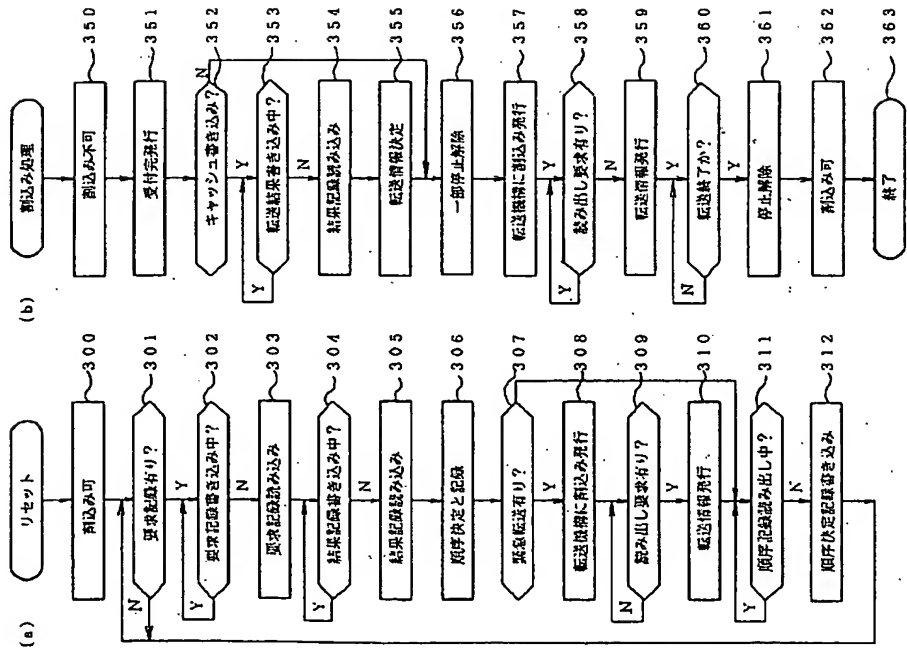 (a)
リセット
割込み可
300
要求記録有り?
301
N
Y
要求記録書き込み中?
302
Y
N
要求記録読み込み
303
結果記録書き込み中?
304
Y
N
結果記録読み込み
305
順序決定と記録
306
緊急転送有り?
307
Y
転送機構に割込み発行
308
読み出し要求有り?
309
N
Y
転送情報発行
310
順序記録読み出し中?
311
Y
N
順序決定記録書き込み
312
(b)
割込み処理
割込み不可
350
受付完発行
351
キャッシュ書き込み?
352
N
Y
転送結果書き込み中?
353
Y
N
結果記録読み込み
354
転送情報決定
355
一部停止解除
356
転送機構に割込み発行
357
Y
読み出し要求有り?
358
Y
N
転送情報発行
359
Y
転送終了か?
360
N
Y
停止解除
361
割込み可
362
終了
363